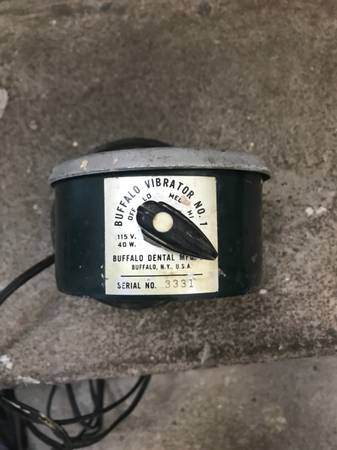 BUFFALO VIBRATOR NO. 1
OFF LO MED HI
115 V.
40 W.
BUFFALO DENTAL MFG.
BUFFALO, N.Y. U.S.A.
SERIAL NO. 3331